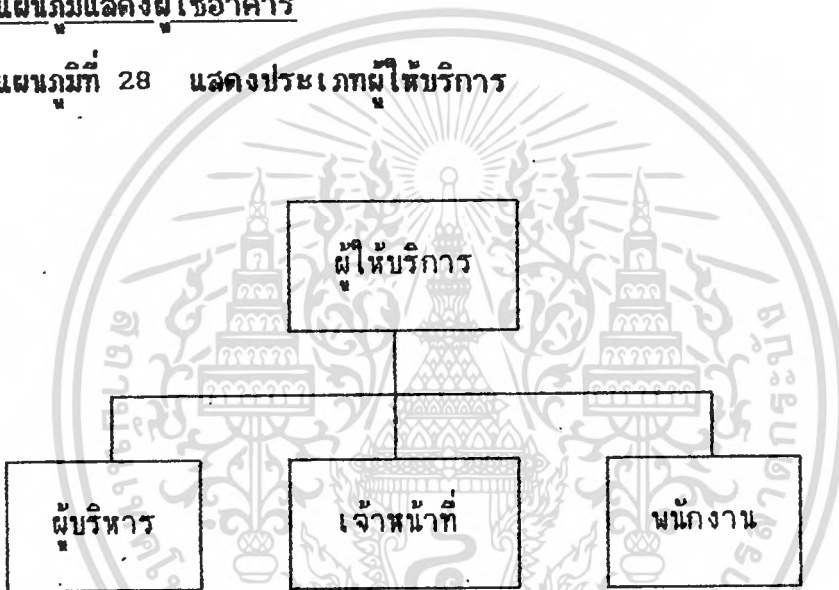 แผนภูมิแสดงผู้ใช้อาคาร
แผนภูมิที่ 28 แสดงประเภทผู้ให้บริการ
ผู้ให้บริการ
ผู้บริหาร เจ้าหน้าที่ พนักงาน